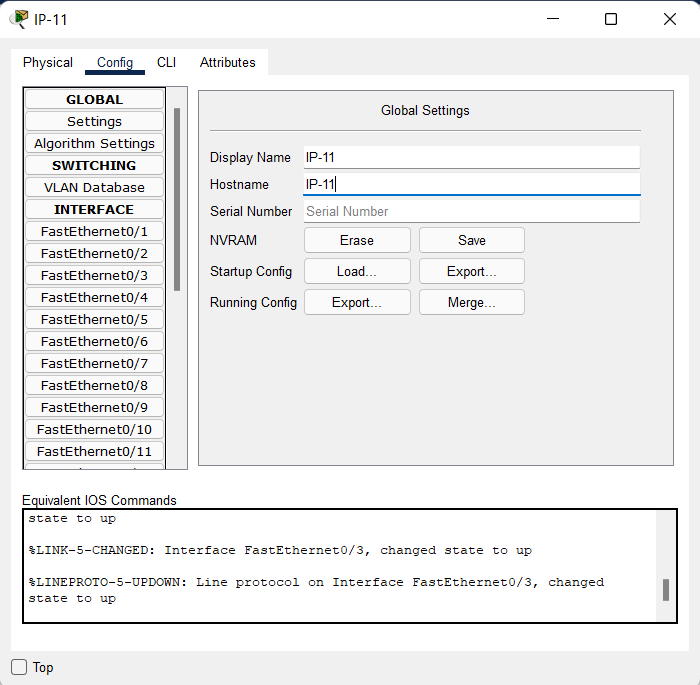 IP-11
Physical Config CLI Attributes
GLOBAL
Settings
Algorithm Settings
SWITCHING
VLAN Database
INTERFACE
FastEthernet0/1
FastEthernet0/2
FastEthernet0/3
FastEthernet0/4
FastEthernet0/5
FastEthernet0/6
FastEthernet0/7
FastEthernet0/8
FastEthernet0/9
FastEthernet0/10
FastEthernet0/11
Global Settings
Display Name IP-11
Hostname IP-11
Serial Number Serial Number
NVRAM Erase Save
Startup Config Load... Export...
Running Config Export... Merge...
Equivalent IOS Commands
state to up
%LINK-5-CHANGED: Interface FastEthernet0/3, changed state to up
%LINEPROTO-5-UPDOWN: Line protocol on Interface FastEthernet0/3, changed
state to up
Top